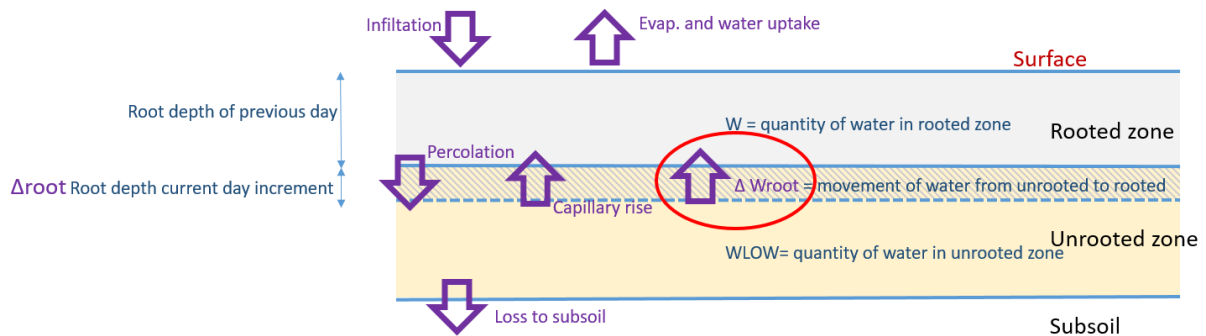 Infiltation
Evap. and water uptake
Surface
Root depth of previous day
W = quantity of water in rooted zone
Rooted zone
Percolation
Δroot Root depth current day increment
Δ Wroot = movement of water from unrooted to rooted
Capillary rise
Unrooted zone
WLOW= quantity of water in unrooted zone
Loss to subsoil
Subsoil